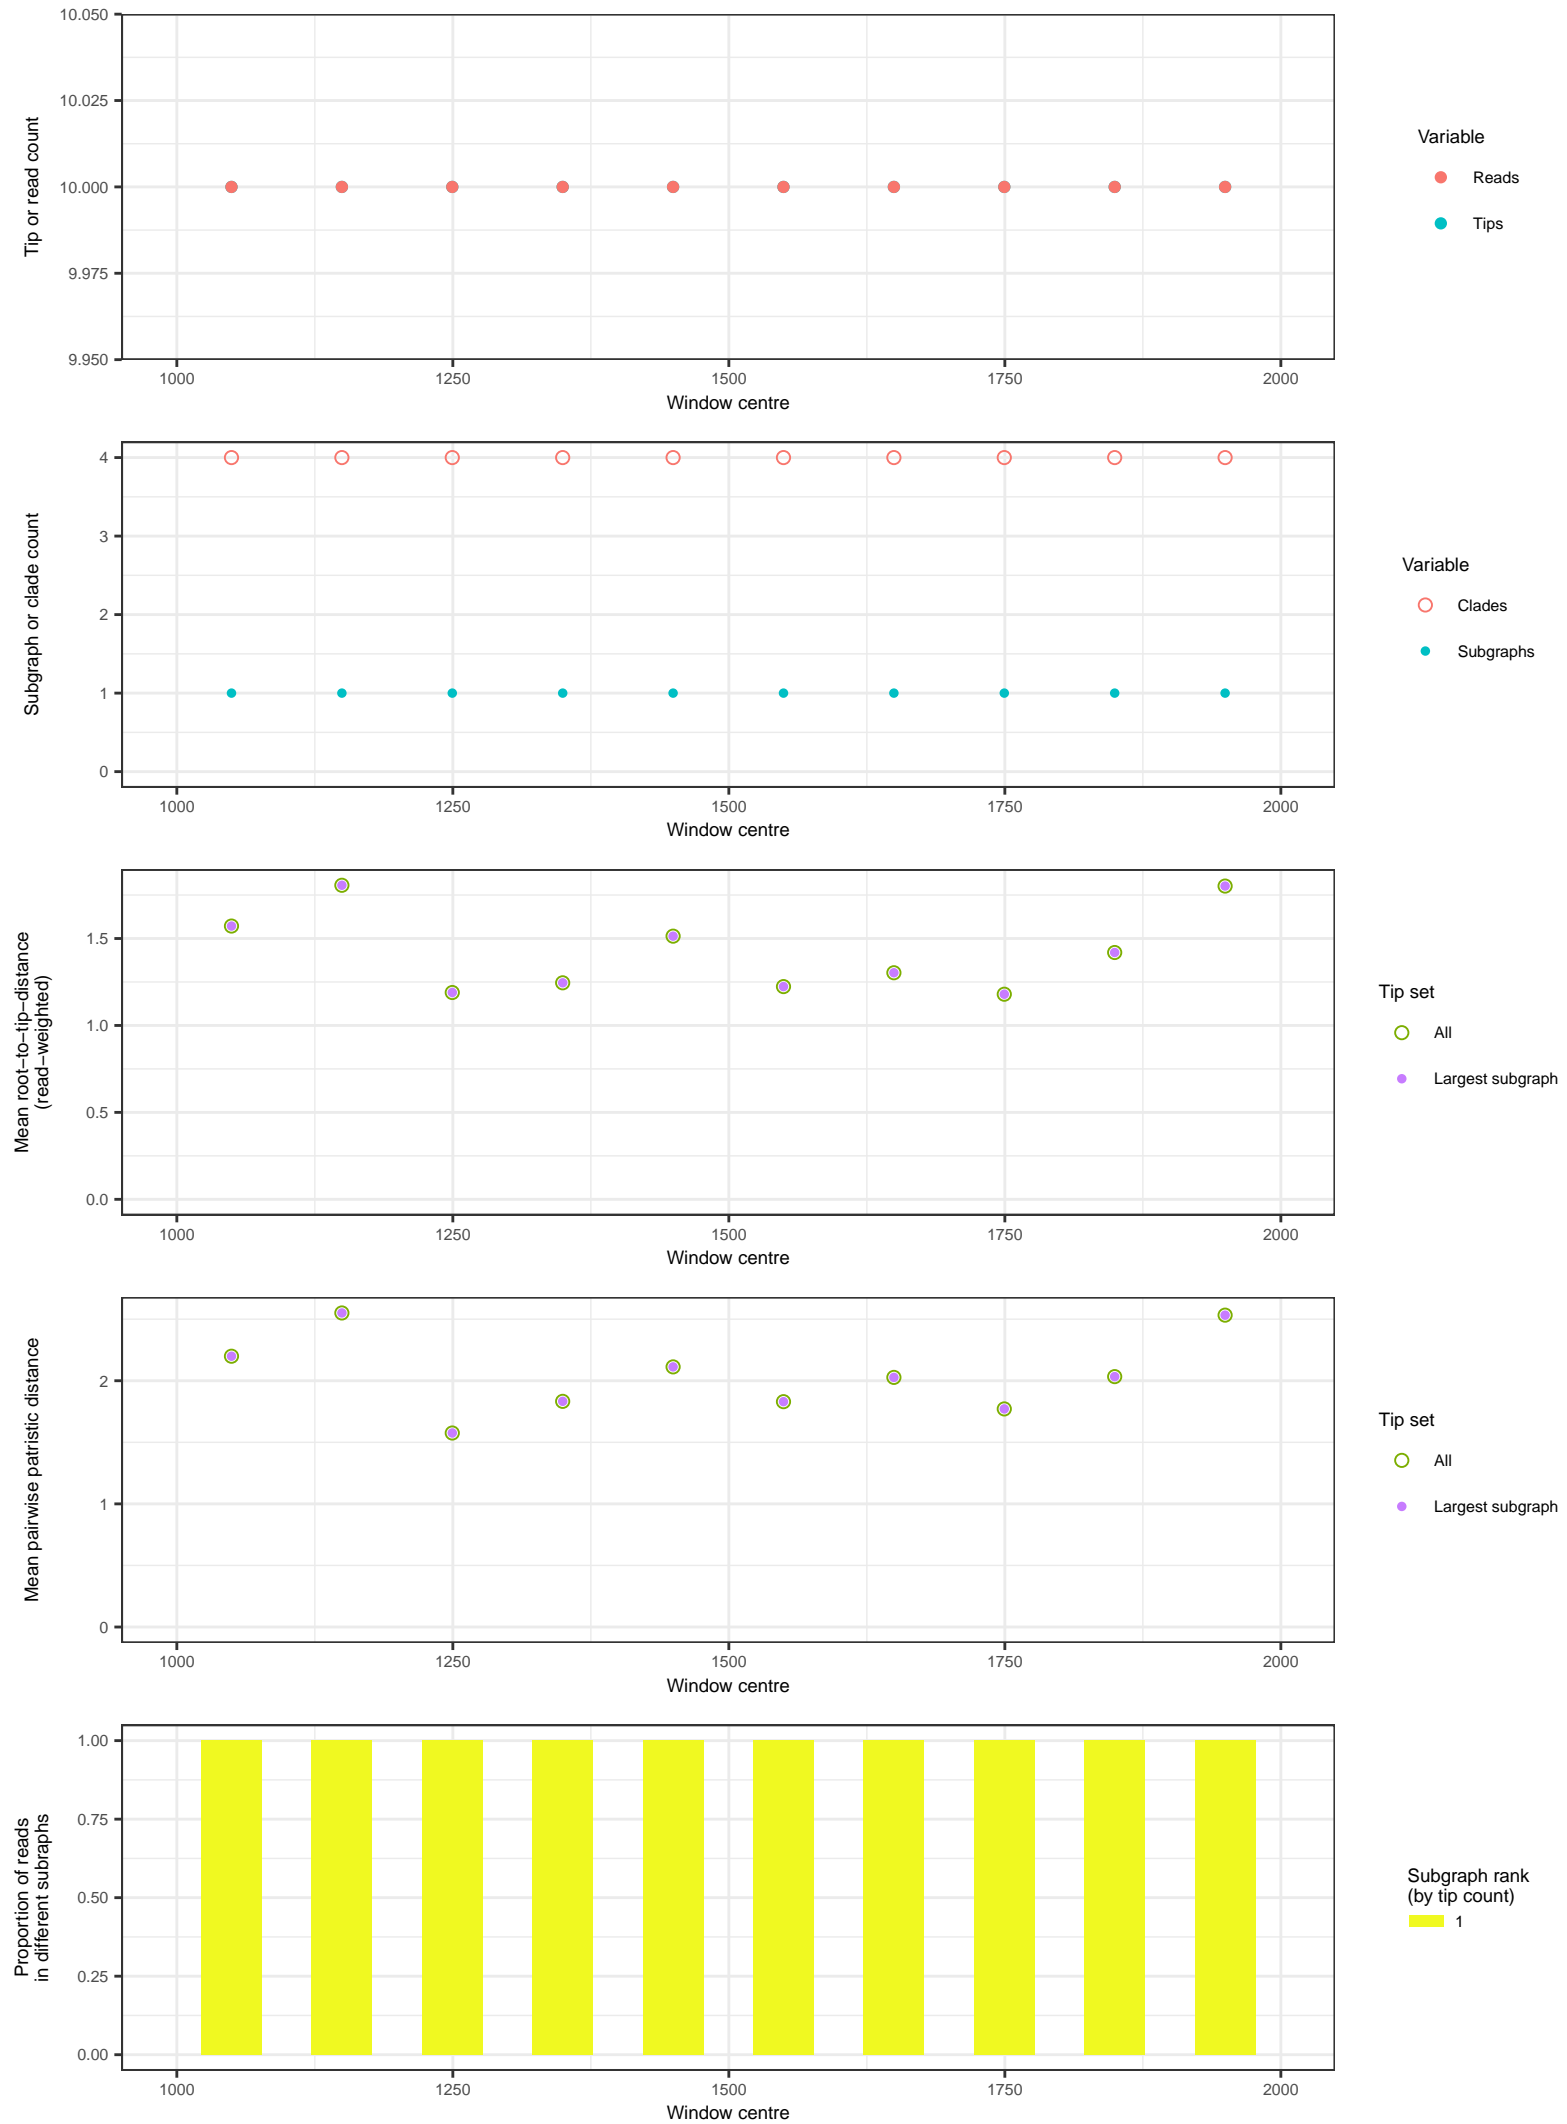 10.050
10.025
10.000
9.975
9.950
Tip or read count
1000 1250 1500 1750 2000
Window centre
Variable
Reads
Tips
4
3
2
1
0
Subgraph or clade count
1000 1250 1500 1750 2000
Window centre
Variable
Clades
Subgraphs
1.5
1.0
0.5
0.0
Mean root−to−tip−distance
(read−weighted)
1000 1250 1500 1750 2000
Window centre
Tip set
All
Largest subgraph
2
1
0
Mean pairwise patristic distance
1000 1250 1500 1750 2000
Window centre
Tip set
All
Largest subgraph
1.00
0.75
0.50
0.25
0.00
Proportion of reads
in different subraphs
1000 1250 1500 1750 2000
Window centre
Subgraph rank
(by tip count)
1